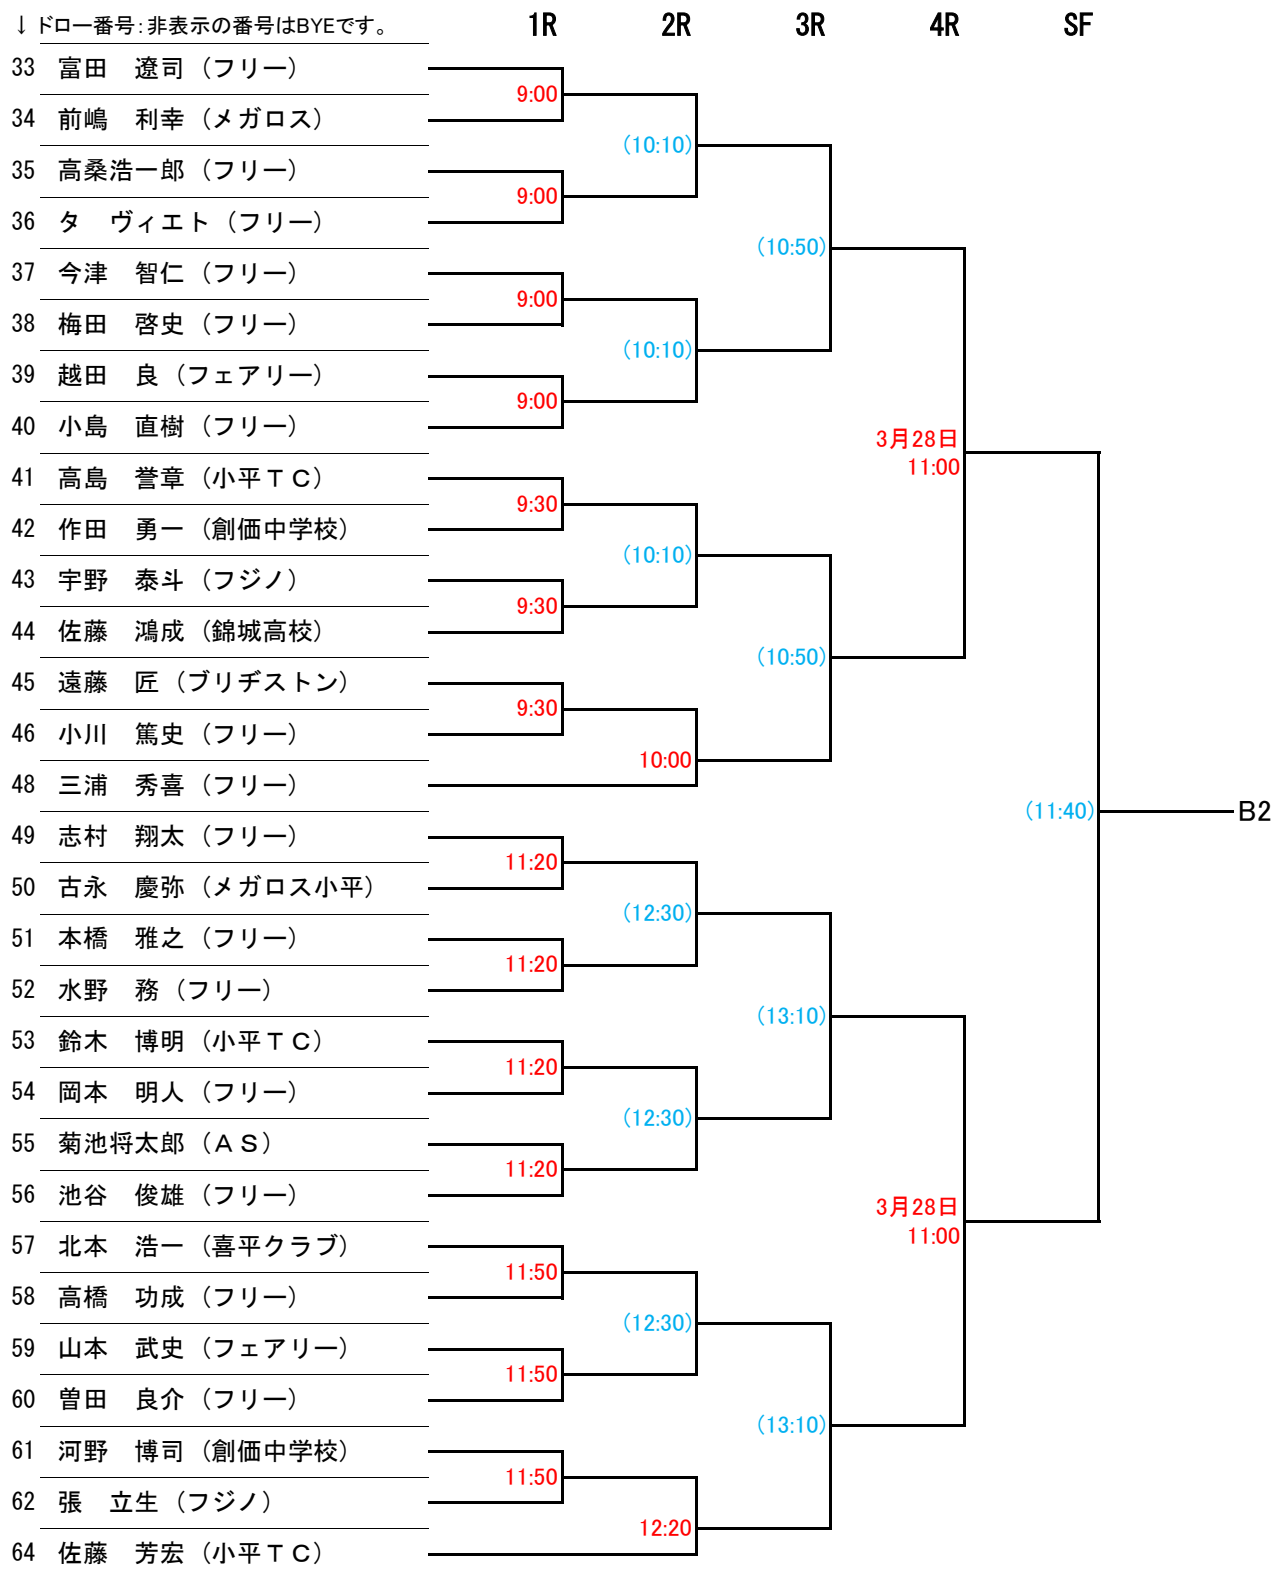 ↓ドロー番号：非表示の番号はBYEです。 1R 2R 3R 4R SF
33 富田　遼司（フリー）
9:00
34 前嶋　利幸（メガロス）
(10:10)
35 高桑浩一郎（フリー）
9:00
36 タ　ヴィエト（フリー）
(10:50)
37 今津　智仁（フリー）
9:00
38 梅田　啓史（フリー）
(10:10)
39 越田　良（フェアリー）
9:00
40 小島　直樹（フリー）
3月28日
11:00
41 高島　誉章（小平ＴＣ）
9:30
42 作田　勇一（創価中学校）
(10:10)
43 宇野　泰斗（フジノ）
9:30
44 佐藤　鴻成（錦城高校）
(10:50)
45 遠藤　匠（ブリヂストン）
9:30
46 小川　篤史（フリー）
10:00
48 三浦　秀喜（フリー）
(11:40) B2
49 志村　翔太（フリー）
11:20
50 古永　慶弥（メガロス小平）
(12:30)
51 本橋　雅之（フリー）
11:20
52 水野　務（フリー）
(13:10)
53 鈴木　博明（小平ＴＣ）
11:20
54 岡本　明人（フリー）
(12:30)
55 菊池将太郎（ＡＳ）
11:20
56 池谷　俊雄（フリー）
3月28日
11:00
57 北本　浩一（喜平クラブ）
11:50
58 高橋　功成（フリー）
(12:30)
59 山本　武史（フェアリー）
11:50
60 曽田　良介（フリー）
(13:10)
61 河野　博司（創価中学校）
11:50
62 張　立生（フジノ）
12:20
64 佐藤　芳宏（小平ＴＣ）